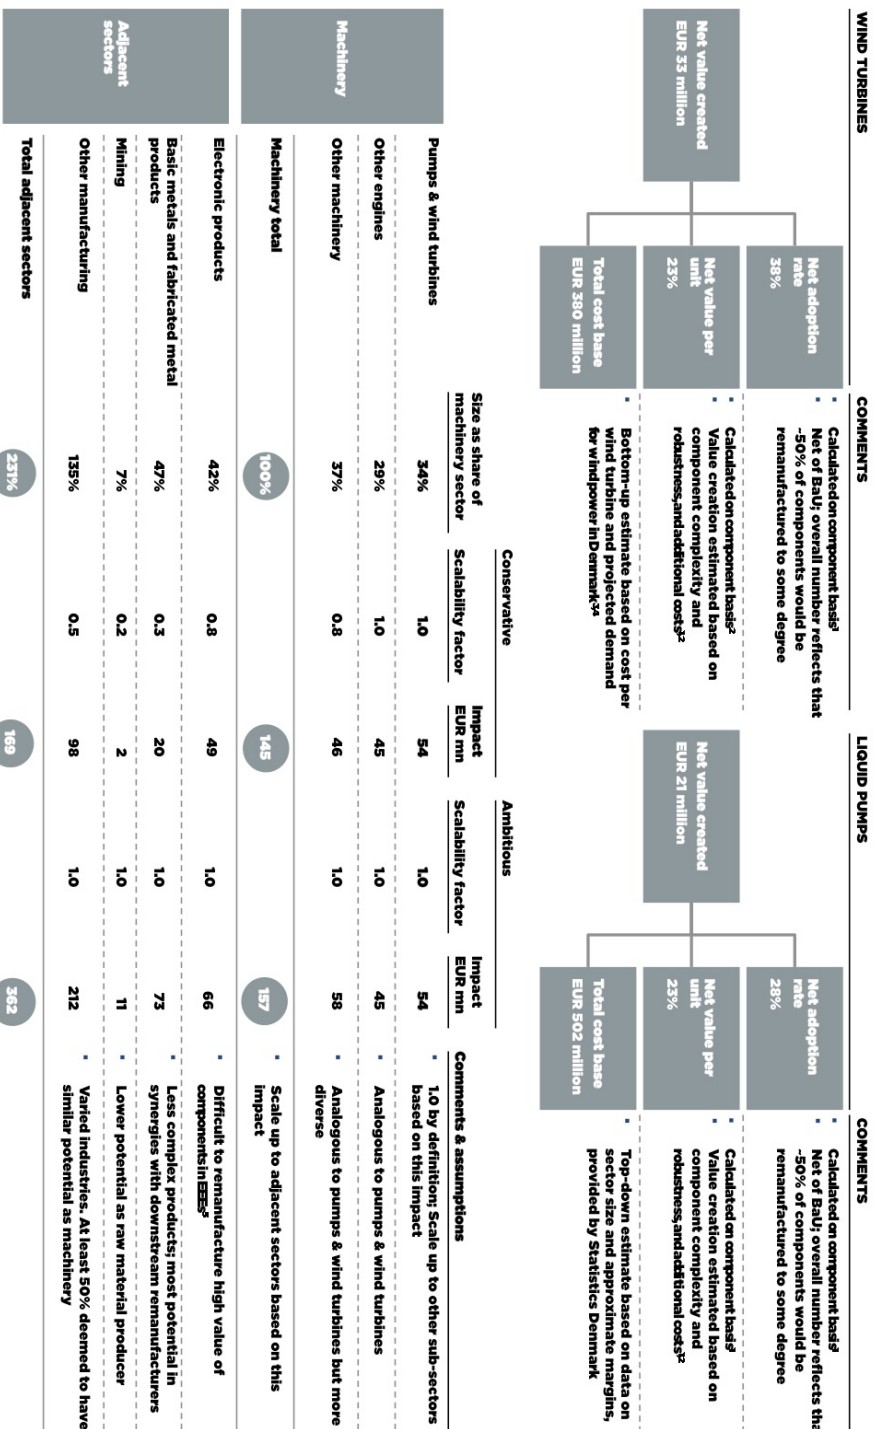 WIND TURBINES
COMMENTS
LIQUID PUMPS
COMMENTS
Net value created
EUR 33 million
Net adoption
rate
38%
Net value per
unit
23%
Total cost base
EUR 380 million
Calculated on component basis¹
Net of BaU; overall number reflects that
~50% of components would be
remanufactured to some degree
Calculated on component basis²
Value creation estimated based on
component complexity and
robustness, and additional costs
Bottom-up estimate based on cost per
wind turbine and projected demand
for windpower in Denmark
Net value created
EUR 21 million
Net adoption
rate
28%
Net value per
unit
23%
Total cost base
EUR 502 million
Calculated on component basis¹
Net of BaU; overall number reflects tha
~50% of components would be
remanufactured to some degree
Calculated on component basis¹
Value creation estimated based on
component complexity and
robustness, and additional costs
Top-down estimate based on data on
sector size and approximate margins,
provided by Statistics Denmark
Conservative Ambitious
Size as share of machinery sector Scalability factor Impact EUR mn Scalability factor Impact EUR mn Comments & assumptions
Machinery
Pumps & wind turbines 34% 1.0 54 1.0 54 1.0 by definition; Scale up to other sub-sectors
based on this impact
Other engines 29% 1.0 45 1.0 45 Analogous to pumps & wind turbines
Other machinery 37% 0.8 46 1.0 58 Analogous to pumps & wind turbines but more
diverse
Machinery total 100% 145 157 Scale up to adjacent sectors based on this
impact
Adjacent
sectors
Electronic products 42% 0.8 49 1.0 66 Difficult to remanufacture high value of
components in
Basic metals and fabricated metal
products 47% 0.3 20 1.0 73 Less complex products; most potential in
synergies with downstream remanufacturers
Mining 7% 0.2 2 1.0 11 Lower potential as raw material producer
Other manufacturing 135% 0.5 98 1.0 212 Varied industries. At least 50% deemed to have
similar potential as machinery
Total adjacent sectors 231% 169 362